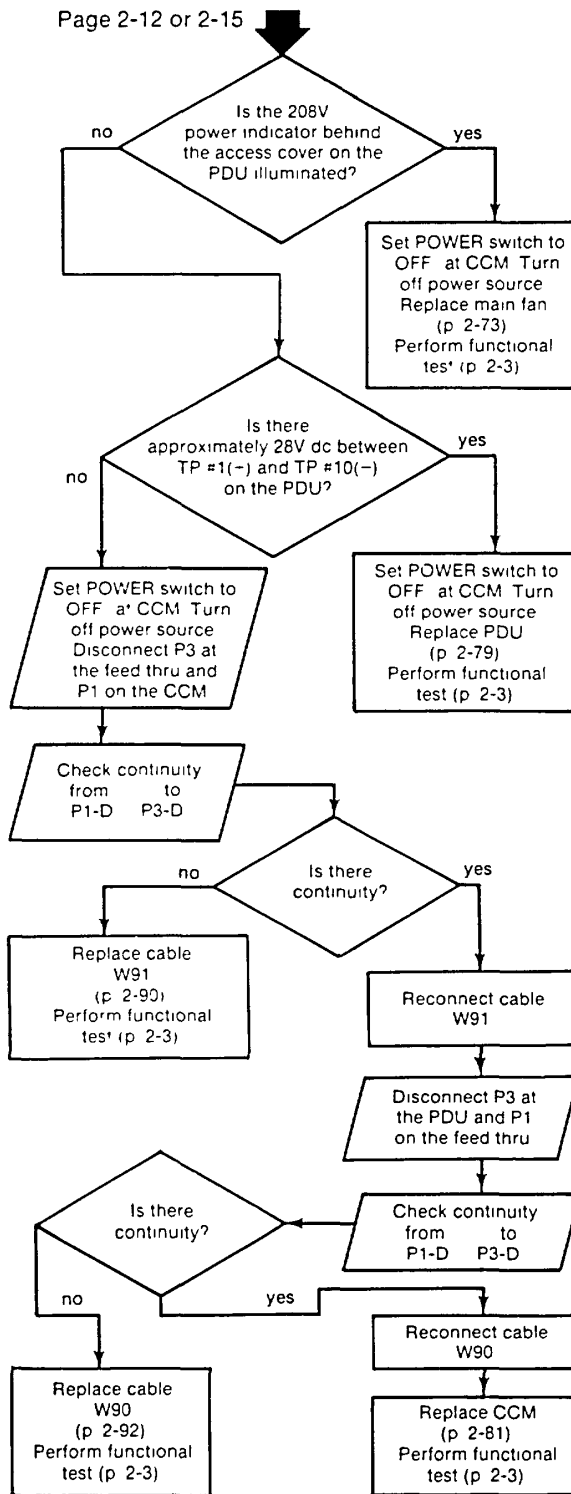 Page 2-12 or 2-15
Is the 208V
power indicator behind
the access cover on the
PDU illuminated?
no
yes
Set POWER switch to
OFF at CCM Turn
off power source
Replace main fan
(p 2-73)
Perform functional
test (p 2-3)
Is there
approximately 28V dc between
TP #1(-) and TP #10(-)
on the PDU?
no
yes
Set POWER switch to
OFF at CCM Turn
off power source
Disconnect P3 at
the feed thru and
P1 on the CCM
Set POWER switch to
OFF at CCM Turn
off power source
Replace PDU
(p 2-79)
Perform functional
test (p 2-3)
Check continuity
from to
P1-D P3-D
Is there
continuity?
no
yes
Replace cable
W91
(p 2-90)
Perform functional
test (p 2-3)
Reconnect cable
W91
Disconnect P3 at
the PDU and P1
on the feed thru
Check continuity
from to
P1-D P3-D
Is there
continuity?
no
yes
Reconnect cable
W90
Replace cable
W90
(p 2-92)
Perform functional
test (p 2-3)
Replace CCM
(p 2-81)
Perform functional
test (p 2-3)